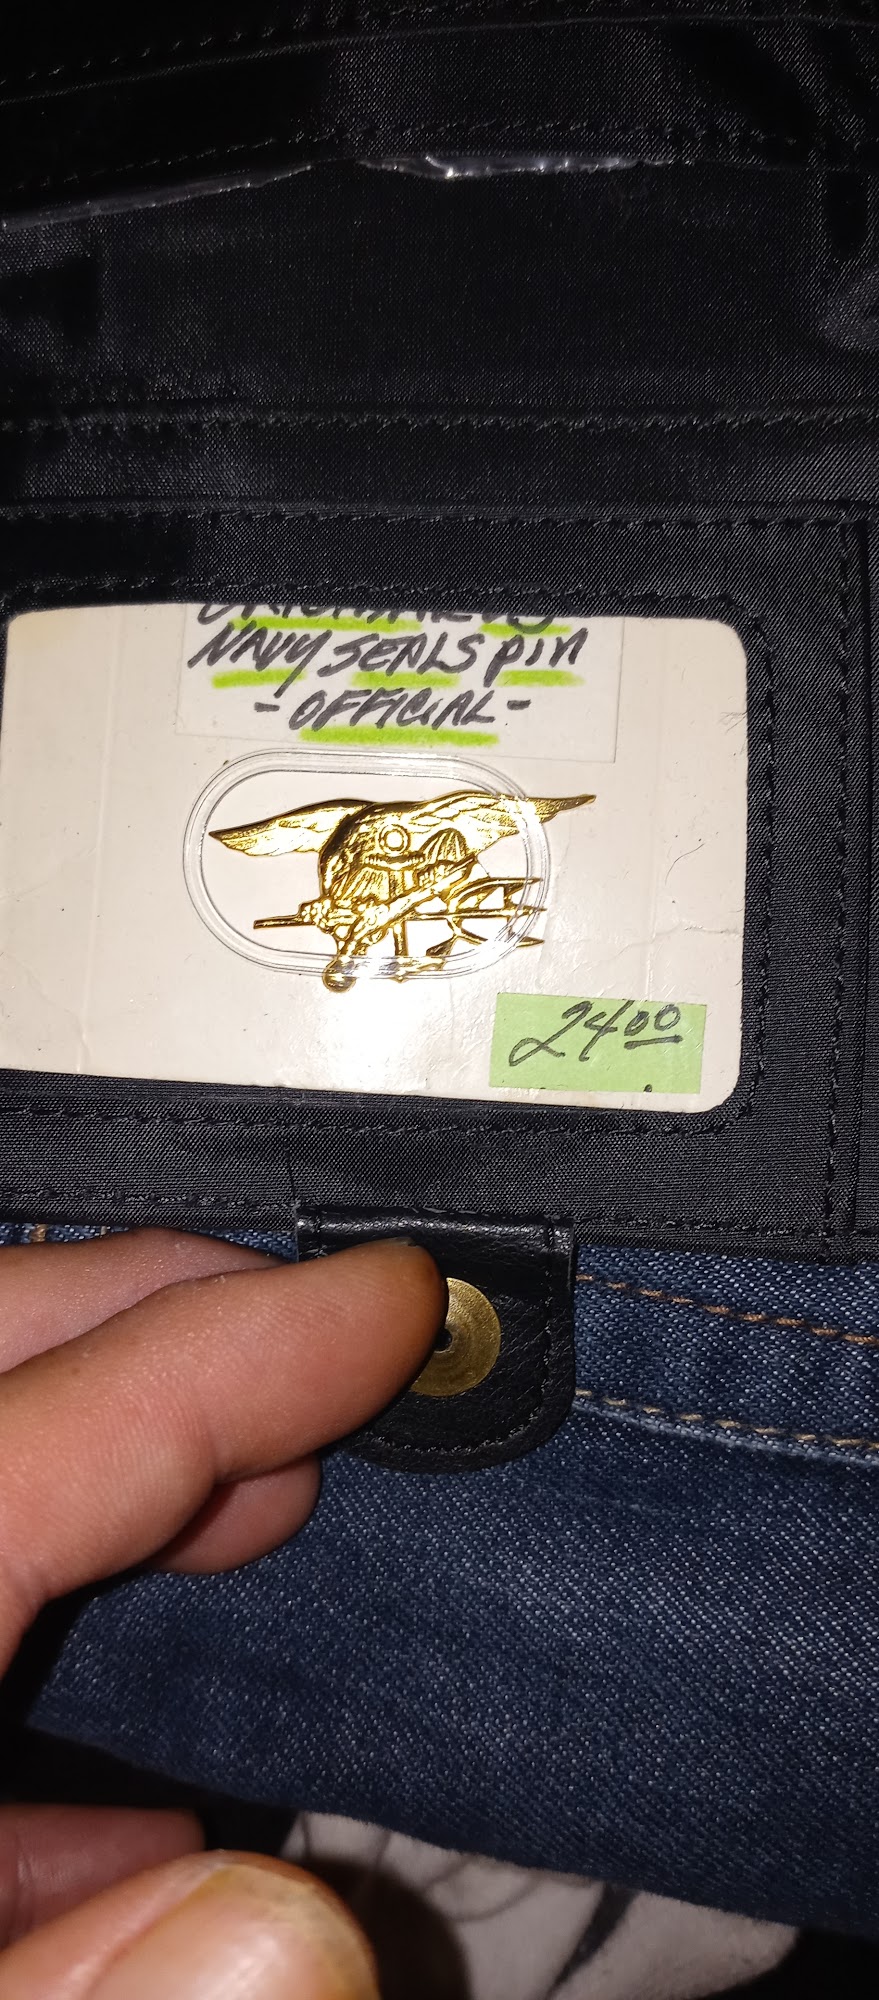 NAVY SEALS PIN
- OFFICIAL -
24.00